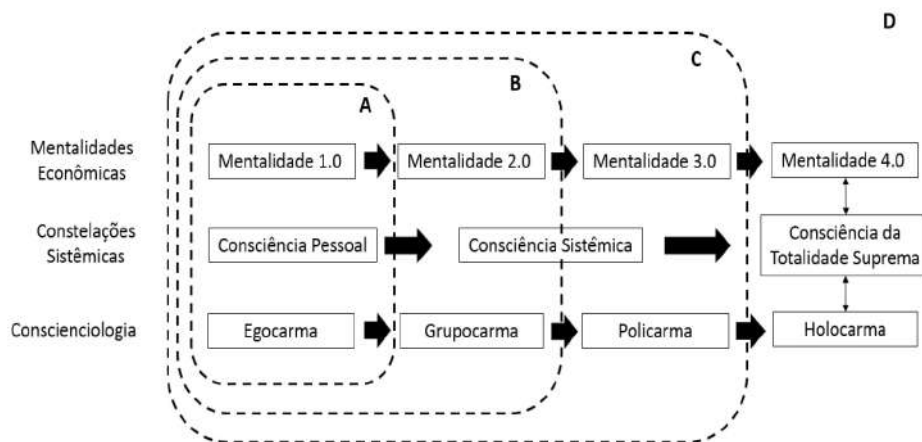 D
C
B
A
Mentalidades
Econômicas
Mentalidade 1.0
Mentalidade 2.0
Mentalidade 3.0
Mentalidade 4.0
Constelações
Sistêmicas
Consciência Pessoal
Consciência Sistêmica
Consciência da
Totalidade Suprema
Conscienciologia
Egocarma
Grupocarma
Policarma
Holocarma